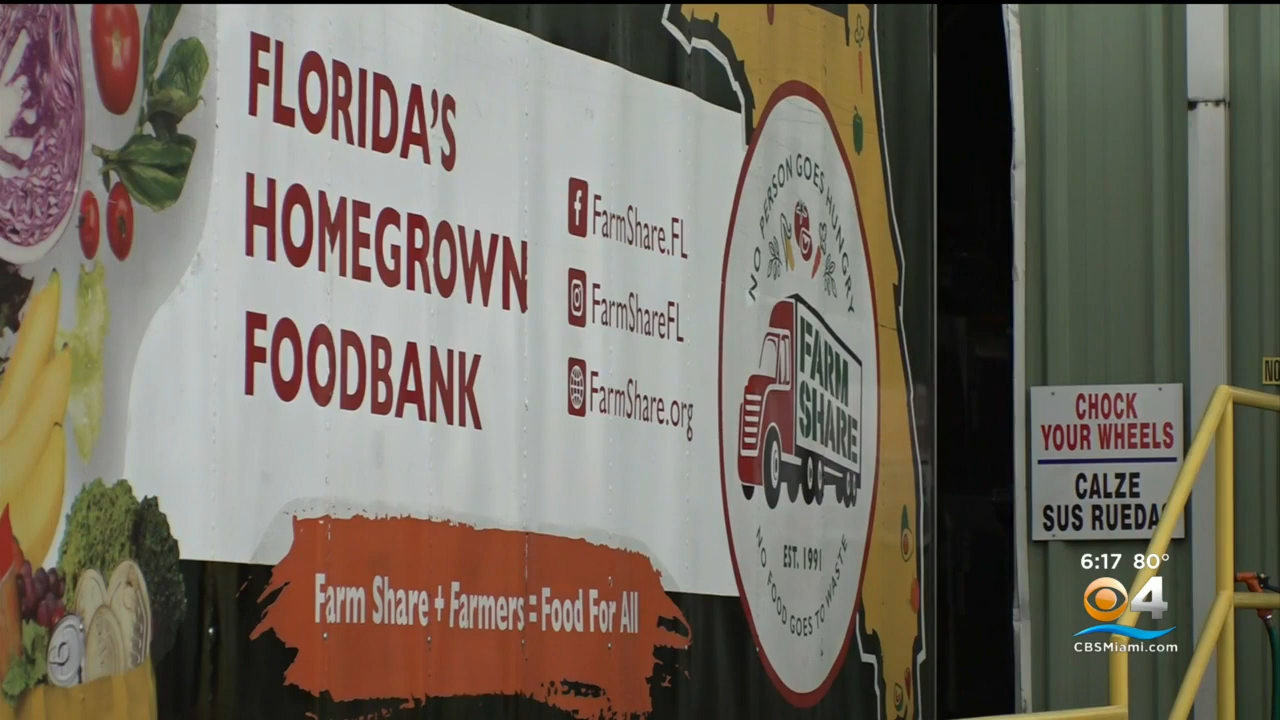 FLORIDA'S
HOMEGROWN
FOODBANK
FarmShare.FL
FarmShareFL
FarmShare.org
Farm Share + Farmers = Food For All
NO PERSON GOES HUNGRY
FARM
SHARE
EST. 1991
NO FOOD GOES TO WASTE
NO
CHOCK
YOUR WHEELS
CALZE
SUS RUEDAS
6:17 80°
4
CBSMiami.com